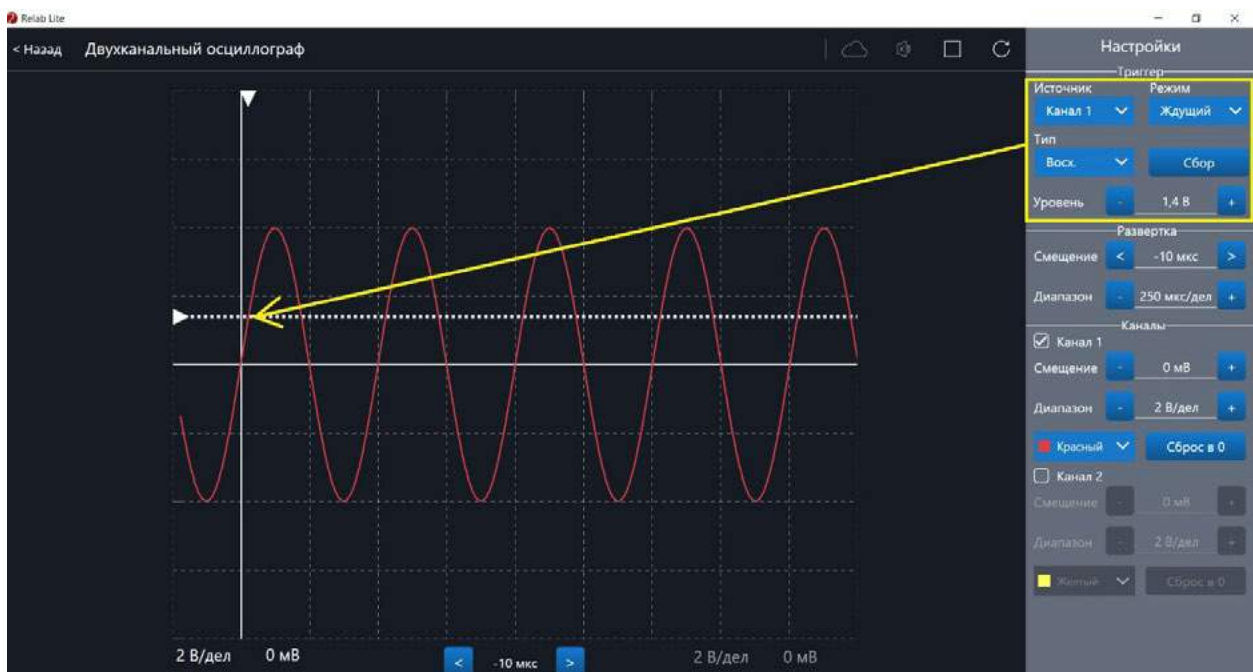 Relab Lite
< Назад Двухканальный осциллограф
Настройки
Триггер
Источник Режим
Канал 1 Ждущий
Тип
Восх. Сбор
Уровень - 1,4 В +
Развертка
Смещение < -10 мкс >
Диапазон - 250 мкс/дел +
Каналы
Канал 1
Смещение - 0 мВ +
Диапазон - 2 В/дел +
Красный Сброс в 0
Канал 2
Смещение - 0 мВ +
Диапазон - 2 В/дел +
Желтый Сброс в 0
2 В/дел 0 мВ < -10 мкс > 2 В/дел 0 мВ